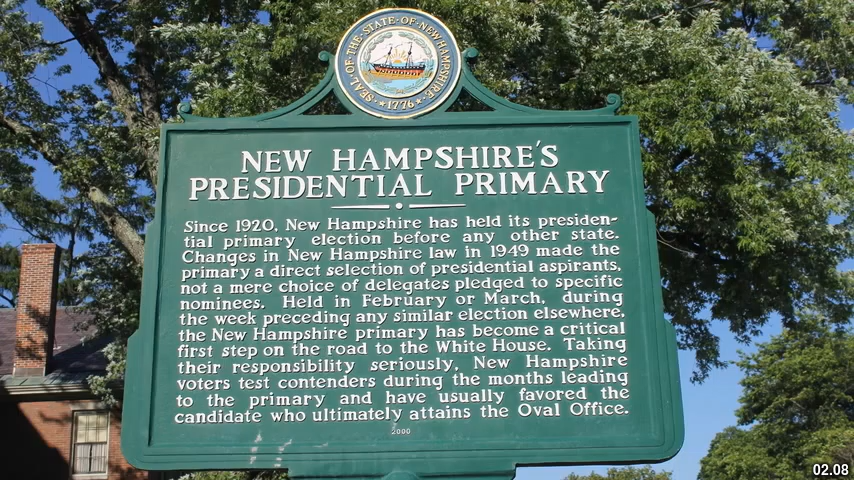 SEAL·OF·THE·STATE·OF·NEW HAMPSHIRE·
★1776★
NEW HAMPSHIRE'S
PRESIDENTIAL PRIMARY
Since 1920, New Hampshire has held its presiden-
tial primary election before any other state.
Changes in New Hampshire law in 1949 made the
primary a direct selection of presidential aspirants,
not a mere choice of delegates pledged to specific
nominees. Held in February or March, during
the week preceding any similar election elsewhere,
the New Hampshire primary has become a critical
first step on the road to the White House. Taking
their responsibility seriously, New Hampshire
voters test contenders during the months leading
to the primary and have usually favored the
candidate who ultimately attains the Oval Office.
2000
02.08